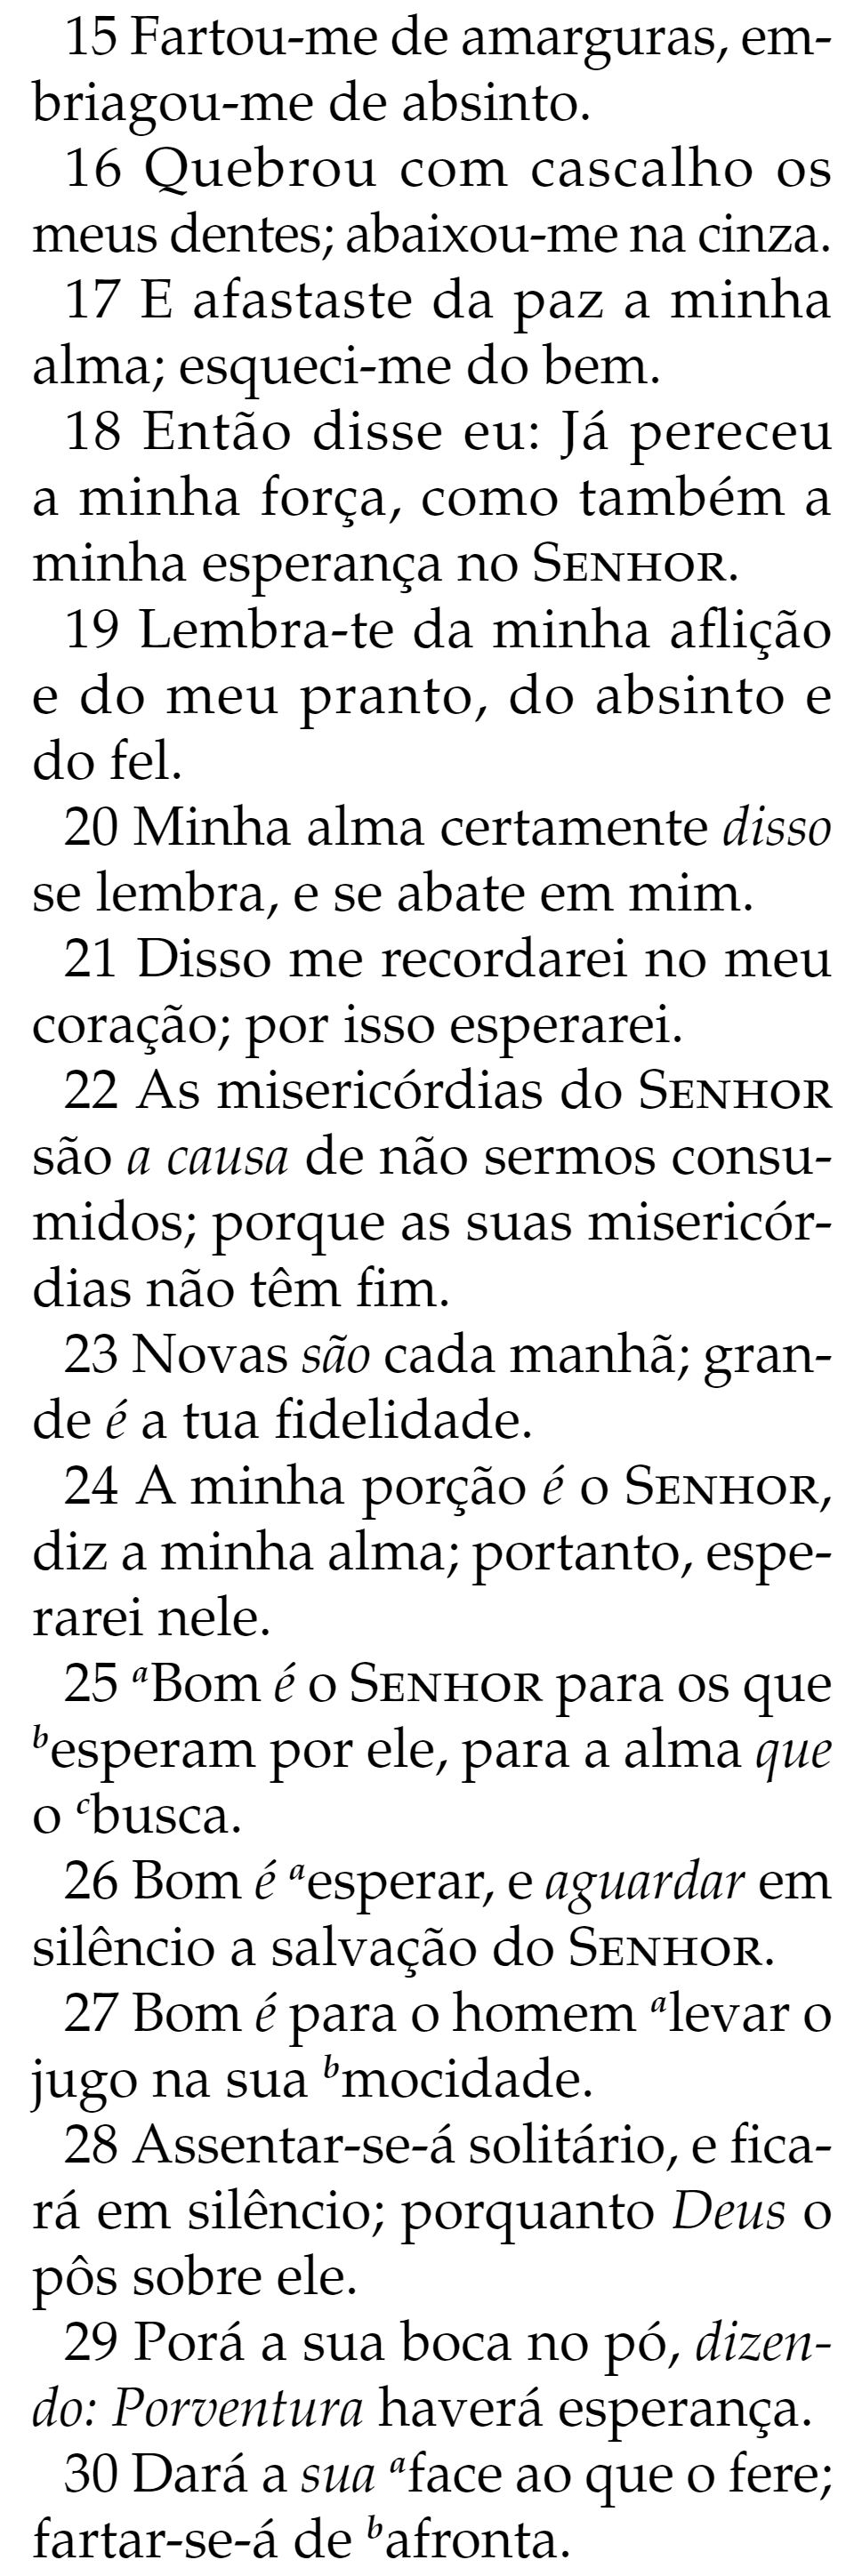 15 Fartou-me de amarguras, em-
briagou-me de absinto.
16 Quebrou com cascalho os
meus dentes; abaixou-me na cinza.
17 E afastaste da paz a minha
alma; esqueci-me do bem.
18 Então disse eu: Já pereceu
a minha força, como também a
minha esperança no SENHOR.
19 Lembra-te da minha aflição
e do meu pranto, do absinto e
do fel.
20 Minha alma certamente disso
se lembra, e se abate em mim.
21 Disso me recordarei no meu
coração; por isso esperarei.
22 As misericórdias do SENHOR
são a causa de não sermos consu-
midos; porque as suas misericór-
dias não têm fim.
23 Novas são cada manhã; gran-
de é a tua fidelidade.
24 A minha porção é o SENHOR,
diz a minha alma; portanto, espe-
rarei nele.
25 aBom é o SENHOR para os que
besperam por ele, para a alma que
o cbusca.
26 Bom é aesperar, e aguardar em
silêncio a salvação do SENHOR.
27 Bom é para o homem alevar o
jugo na sua bmocidade.
28 Assentar-se-á solitário, e fica-
rá em silêncio; porquanto Deus o
pôs sobre ele.
29 Porá a sua boca no pó, dizen-
do: Porventura haverá esperança.
30 Dará a sua aface ao que o fere;
fartar-se-á de bafronta.